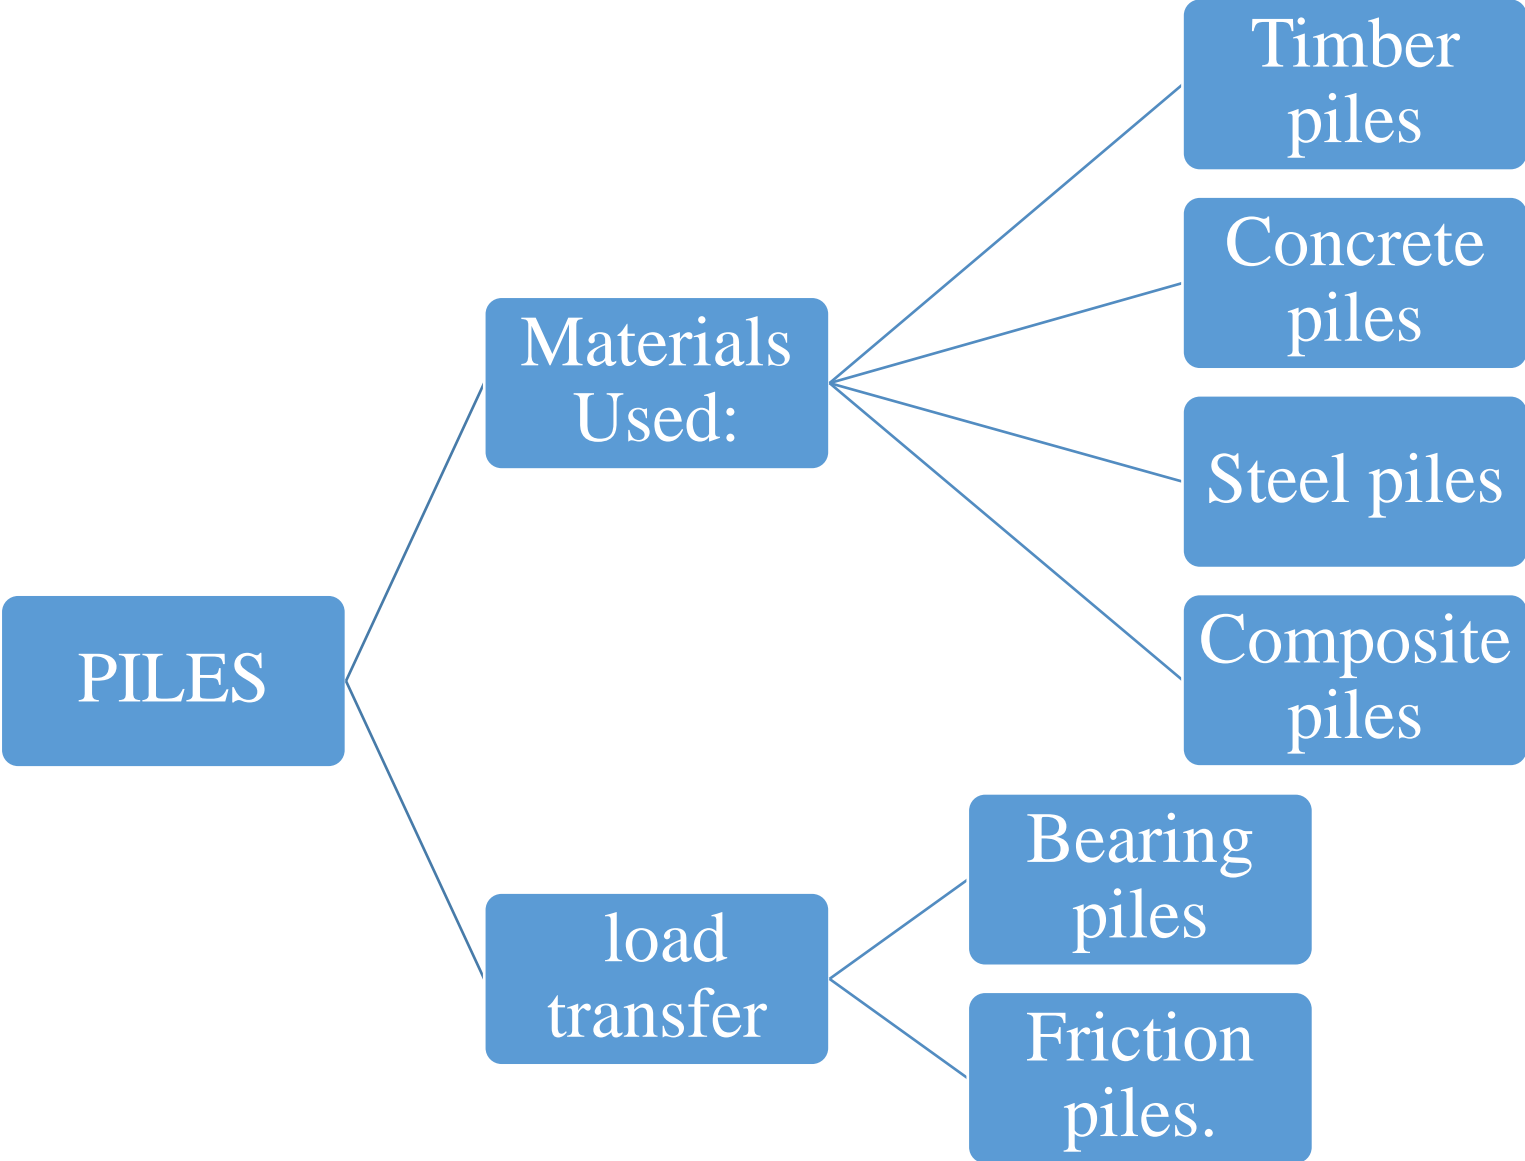 PILES
Materials
Used:
Timber
piles
Concrete
piles
Steel piles
Composite
piles
load
transfer
Bearing
piles
Friction
piles.